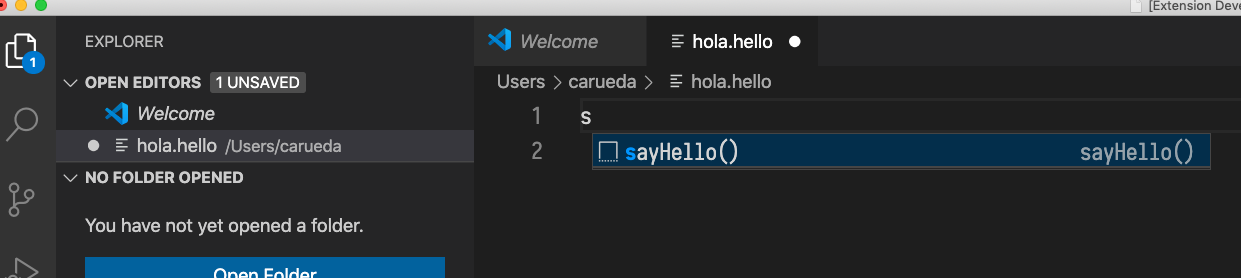 [Extension Deve
EXPLORER
OPEN EDITORS 1 UNSAVED
Welcome
hola.hello /Users/carueda
NO FOLDER OPENED
You have not yet opened a folder.
Open Folder
1
Welcome hola.hello
Users > carueda > hola.hello
1 s
2
sayHello() sayHello()